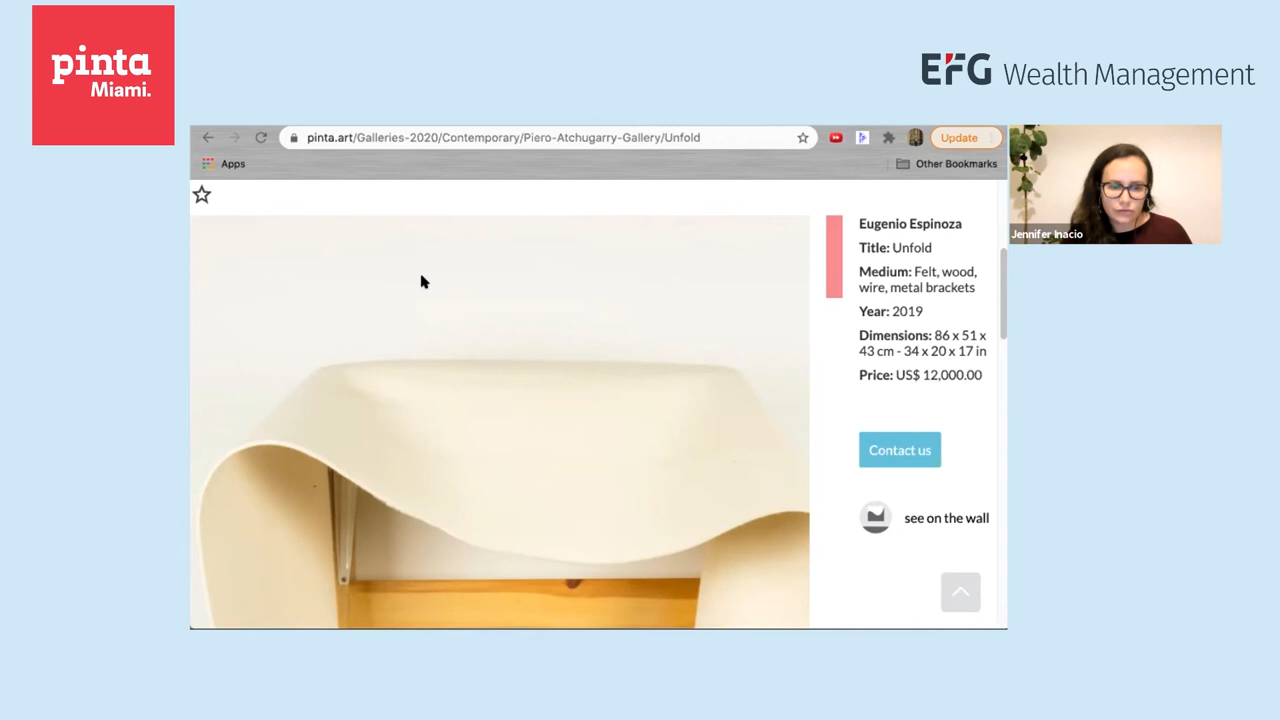 pinta
Miami.
EFG Wealth Management
pinta.art/Galleries-2020/Contemporary/Piero-Atchugarry-Gallery/Unfold
Update
Apps
Other Bookmarks
Jennifer Inacio
Eugenio Espinoza
Title: Unfold
Medium: Felt, wood,
wire, metal brackets
Year: 2019
Dimensions: 86 x 51 x
43 cm - 34 x 20 x 17 in
Price: US$ 12,000.00
Contact us
see on the wall